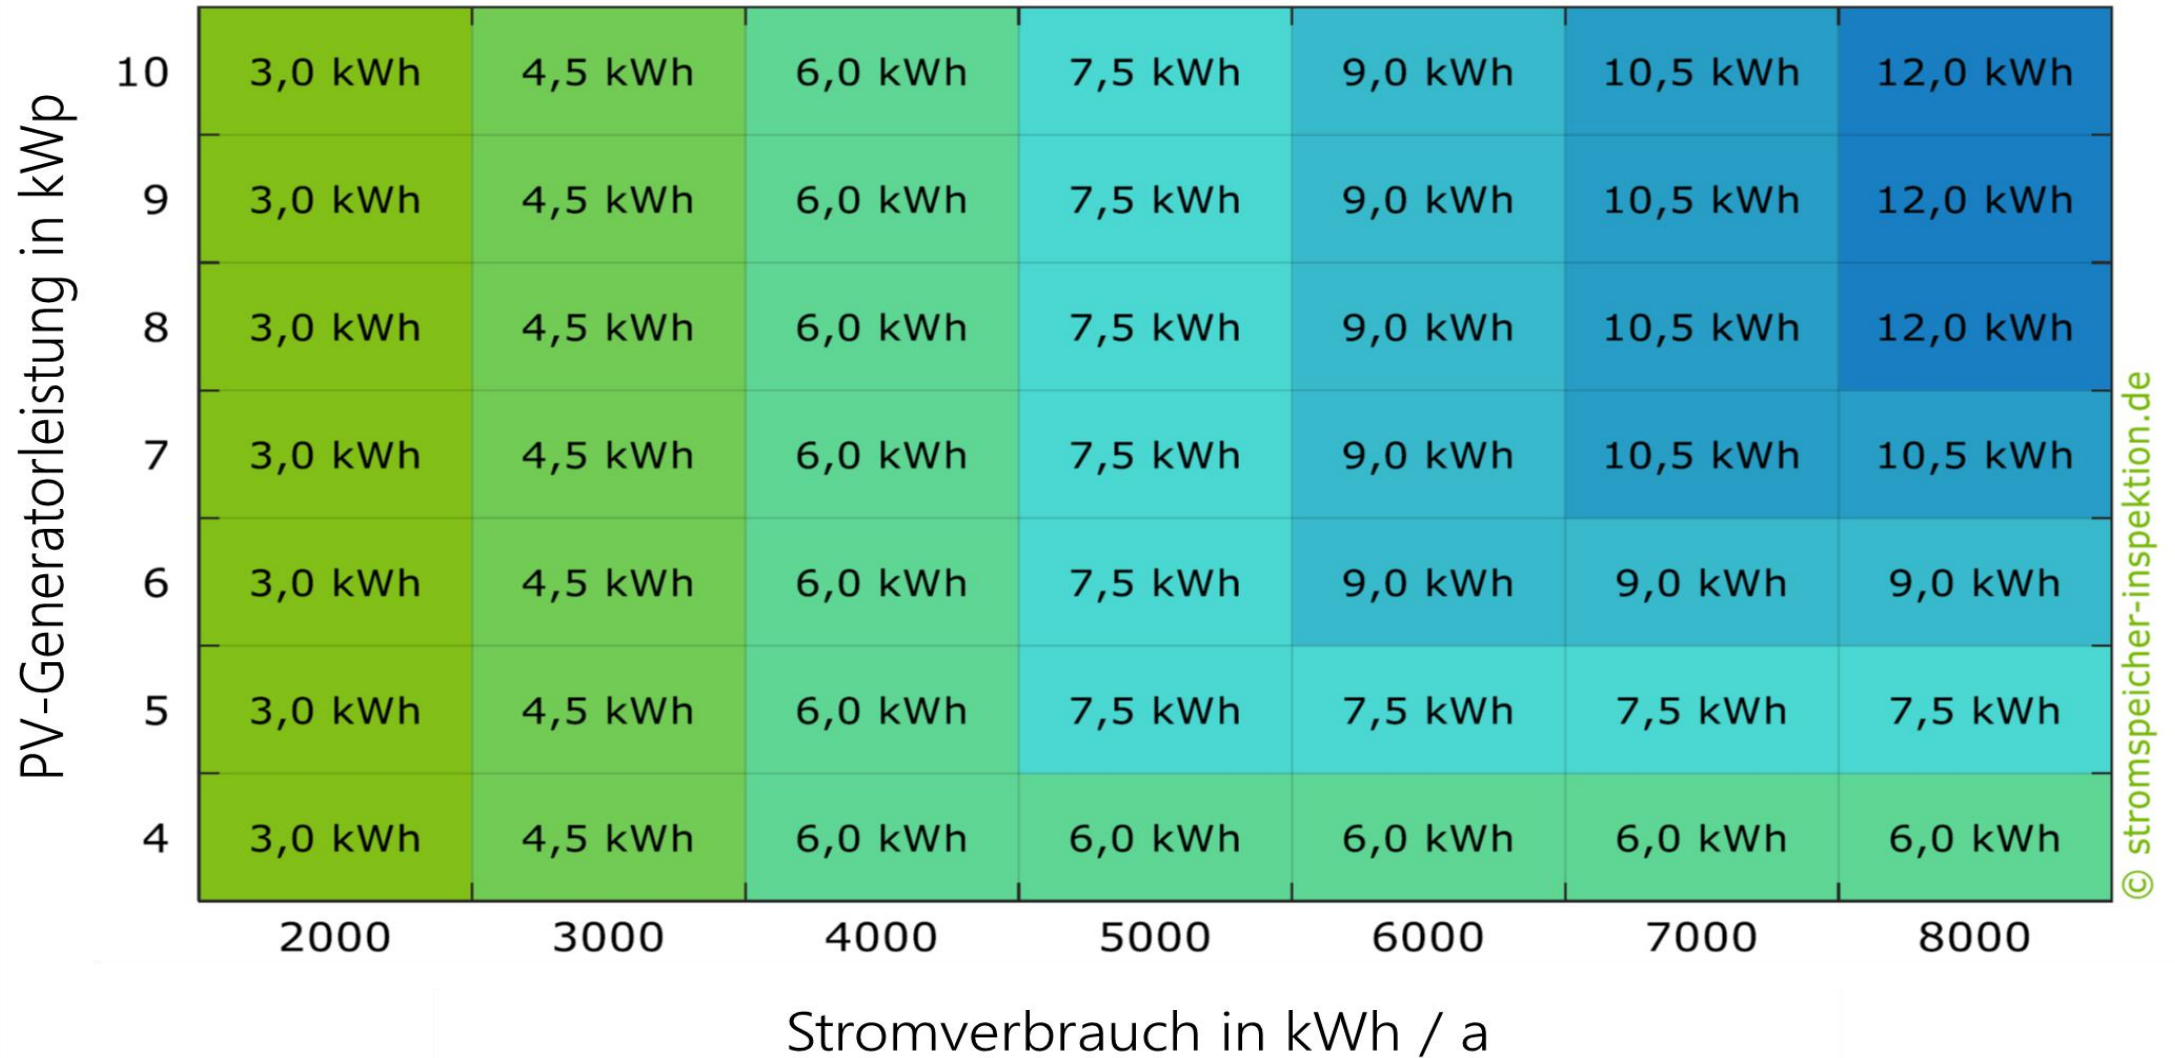 PV-Generatorleistung in kWp
10 3,0 kWh 4,5 kWh 6,0 kWh 7,5 kWh 9,0 kWh 10,5 kWh 12,0 kWh
9 3,0 kWh 4,5 kWh 6,0 kWh 7,5 kWh 9,0 kWh 10,5 kWh 12,0 kWh
8 3,0 kWh 4,5 kWh 6,0 kWh 7,5 kWh 9,0 kWh 10,5 kWh 12,0 kWh
7 3,0 kWh 4,5 kWh 6,0 kWh 7,5 kWh 9,0 kWh 10,5 kWh 10,5 kWh
6 3,0 kWh 4,5 kWh 6,0 kWh 7,5 kWh 9,0 kWh 9,0 kWh 9,0 kWh
5 3,0 kWh 4,5 kWh 6,0 kWh 7,5 kWh 7,5 kWh 7,5 kWh 7,5 kWh
4 3,0 kWh 4,5 kWh 6,0 kWh 6,0 kWh 6,0 kWh 6,0 kWh 6,0 kWh
2000 3000 4000 5000 6000 7000 8000
Stromverbrauch in kWh / a
© stromspeicher-inspektion.de